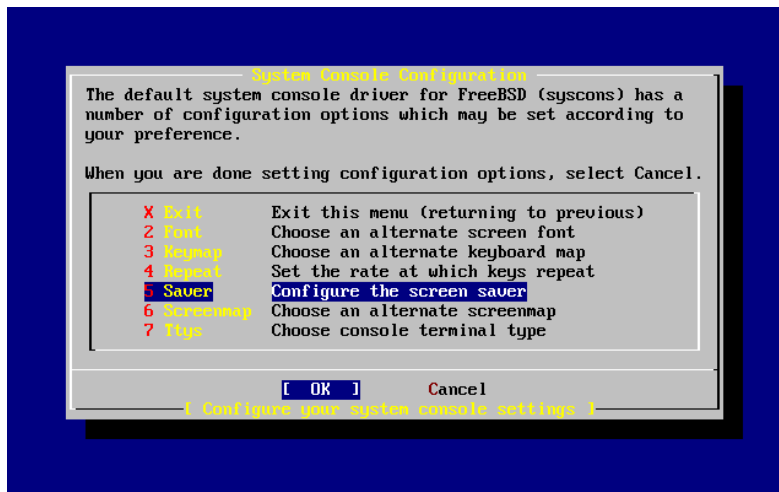 System Console Configuration
The default system console driver for FreeBSD (syscons) has a
number of configuration options which may be set according to
your preference.
When you are done setting configuration options, select Cancel.
X Exit Exit this menu (returning to previous)
2 Font Choose an alternate screen font
3 Keymap Choose an alternate keyboard map
4 Repeat Set the rate at which keys repeat
5 Saver Configure the screen saver
6 Screenmap Choose an alternate screenmap
7 Ttys Choose console terminal type
[ OK ] Cancel
[ Configure your system console settings ]